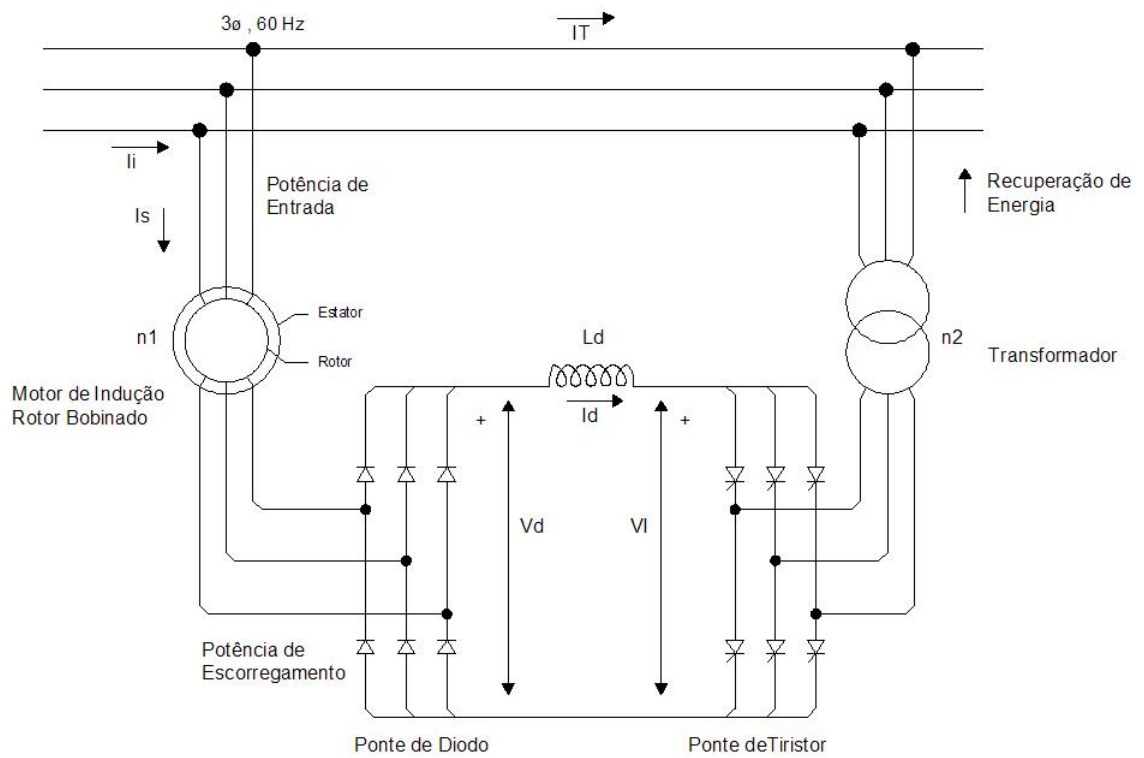 3ø , 60 Hz
IT
Ii
Potência de
Entrada
Is
Recuperação de
Energia
Estator
n1
Rotor
Ld
n2
Transformador
Motor de Indução
Rotor Bobinado
+
Id
+
Vd
VI
Potência de
Escorregamento
Ponte de Diodo
Ponte deTiristor